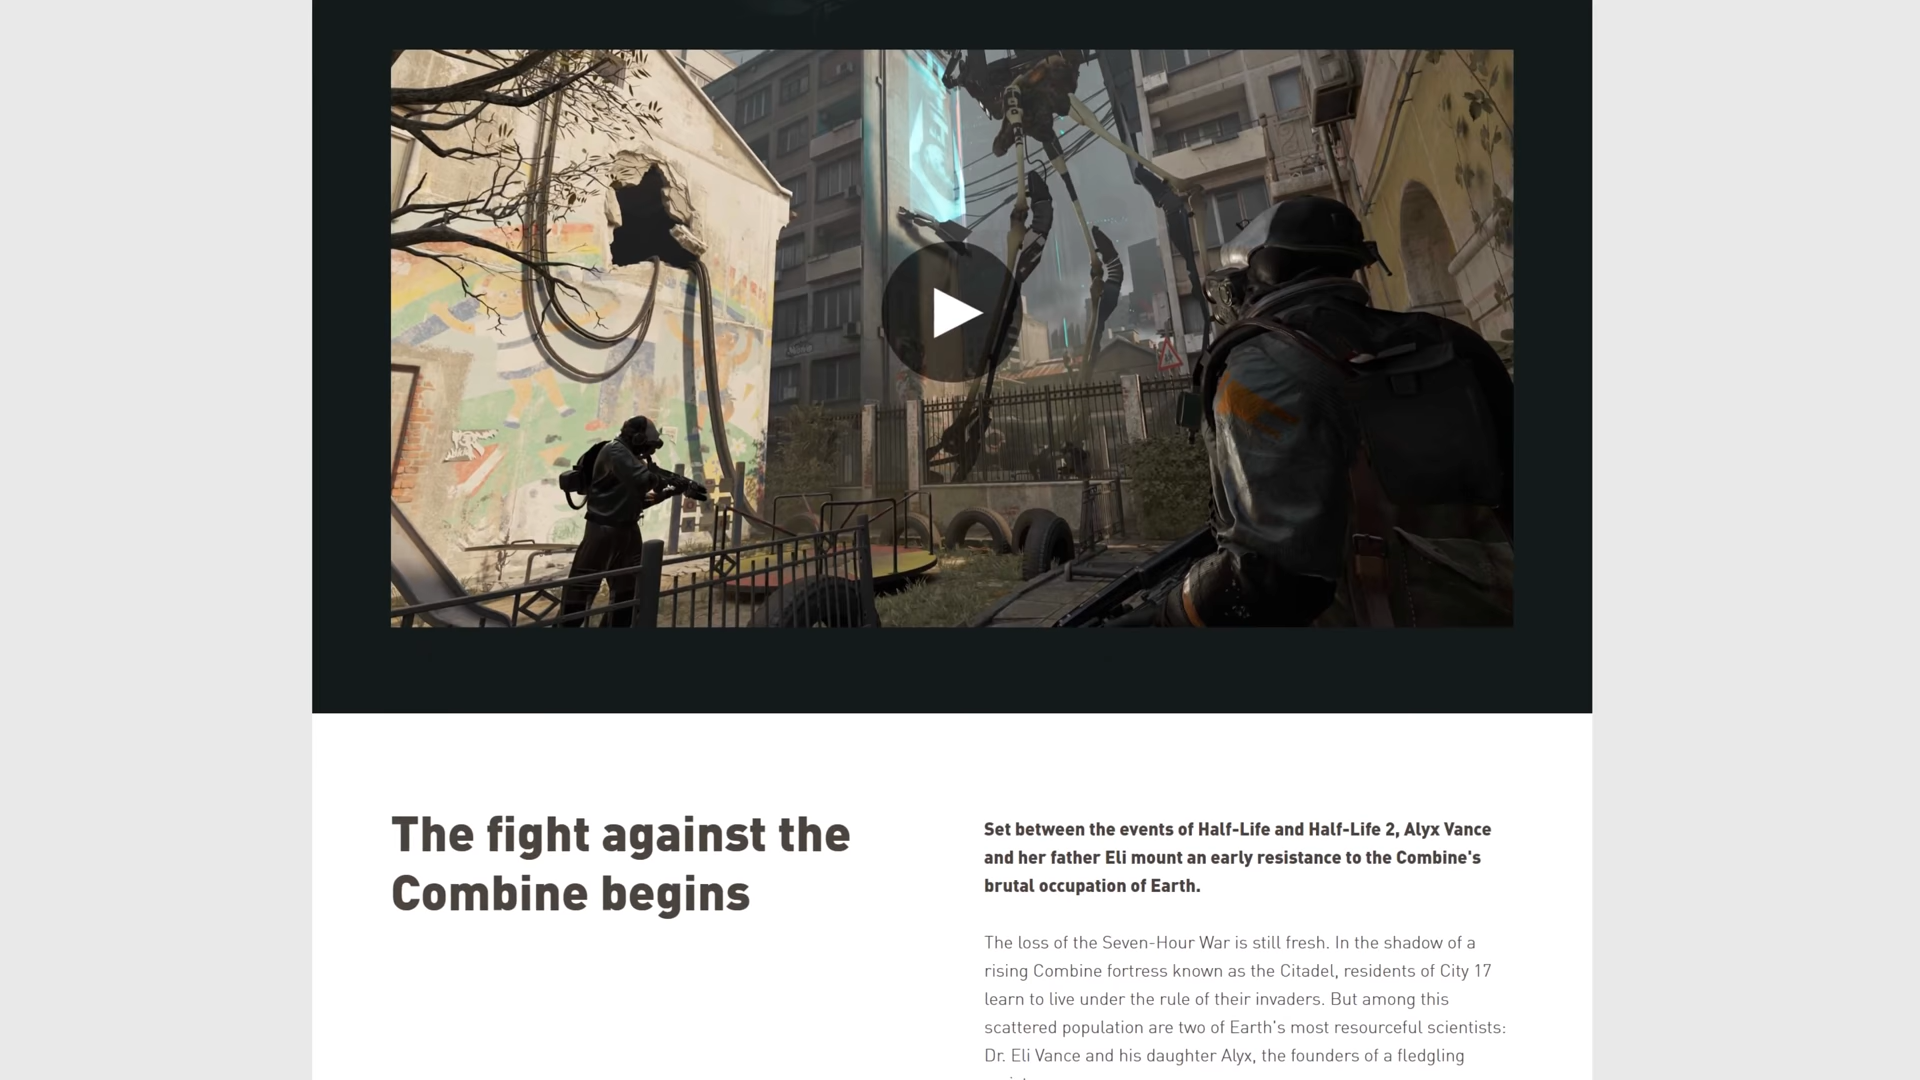 The fight against the
Combine begins
Set between the events of Half-Life and Half-Life 2, Alyx Vance
and her father Eli mount an early resistance to the Combine's
brutal occupation of Earth.
The loss of the Seven-Hour War is still fresh. In the shadow of a
rising Combine fortress known as the Citadel, residents of City 17
learn to live under the rule of their invaders. But among this
scattered population are two of Earth's most resourceful scientists:
Dr. Eli Vance and his daughter Alyx, the founders of a fledgling